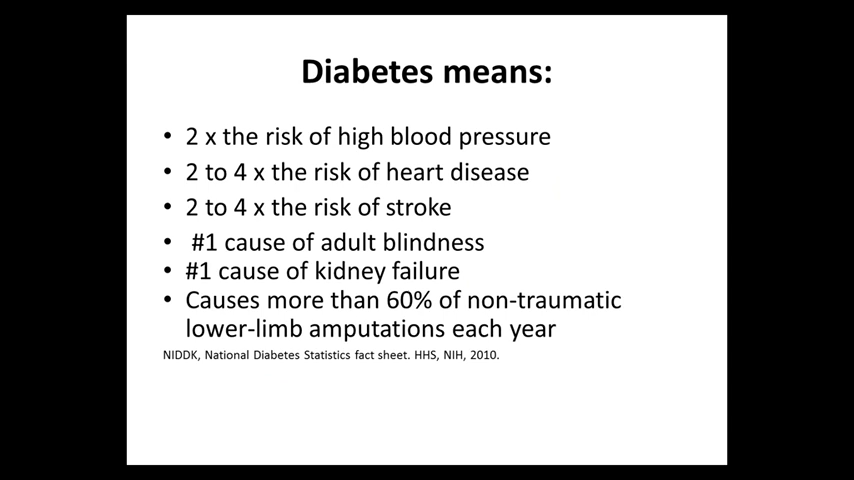 Diabetes means:
• 2 x the risk of high blood pressure
• 2 to 4 x the risk of heart disease
• 2 to 4 x the risk of stroke
• #1 cause of adult blindness
• #1 cause of kidney failure
• Causes more than 60% of non-traumatic
lower-limb amputations each year
NIDDK, National Diabetes Statistics fact sheet. HHS, NIH, 2010.